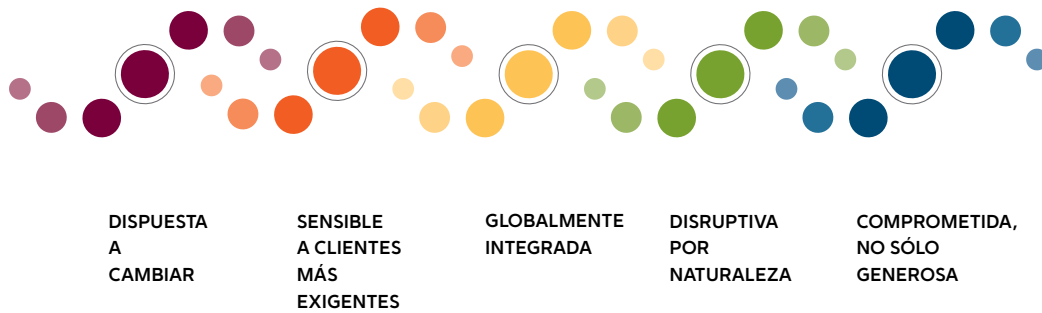 DISPUESTA
A
CAMBIAR
SENSIBLE
A CLIENTES
MÁS
EXIGENTES
GLOBALMENTE
INTEGRADA
DISRUPTIVA
POR
NATURALEZA
COMPROMETIDA,
NO SÓLO
GENEROSA